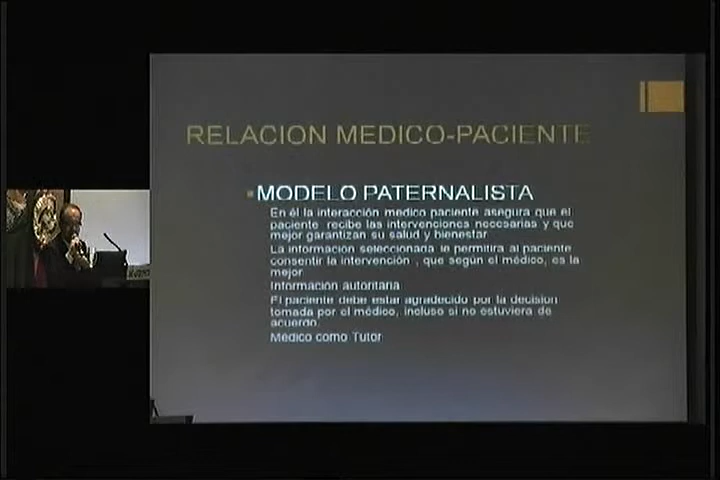 RELACION MEDICO-PACIENTE
MODELO PATERNALISTA
En él la interacción medico paciente asegura que el
paciente recibe las intervenciones necesarias y que
mejor garantizan su salud y bienestar
La información seleccionada le permitira al paciente
consentir la intervención , que según el médico, es la
mejor
Información autoritaria
El paciente debe estar agradecido por la decisión
tomada por el médico, incluso si no estuviera de
acuerdo.
Médico como Tutor